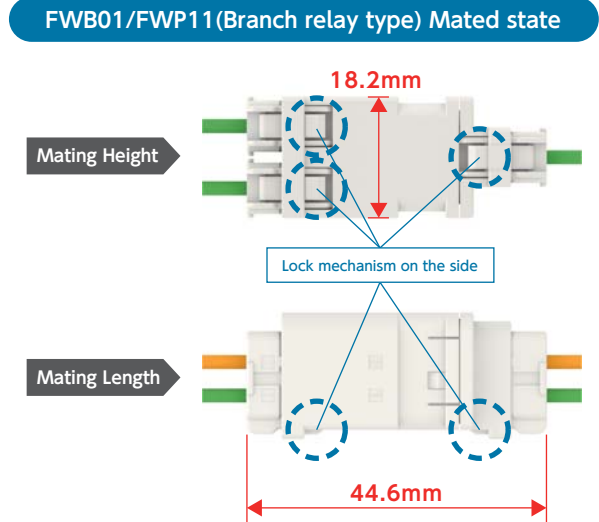 FWB01/FWP11(Branch relay type) Mated state
18.2mm
Mating Height
Lock mechanism on the side
Mating Length
44.6mm